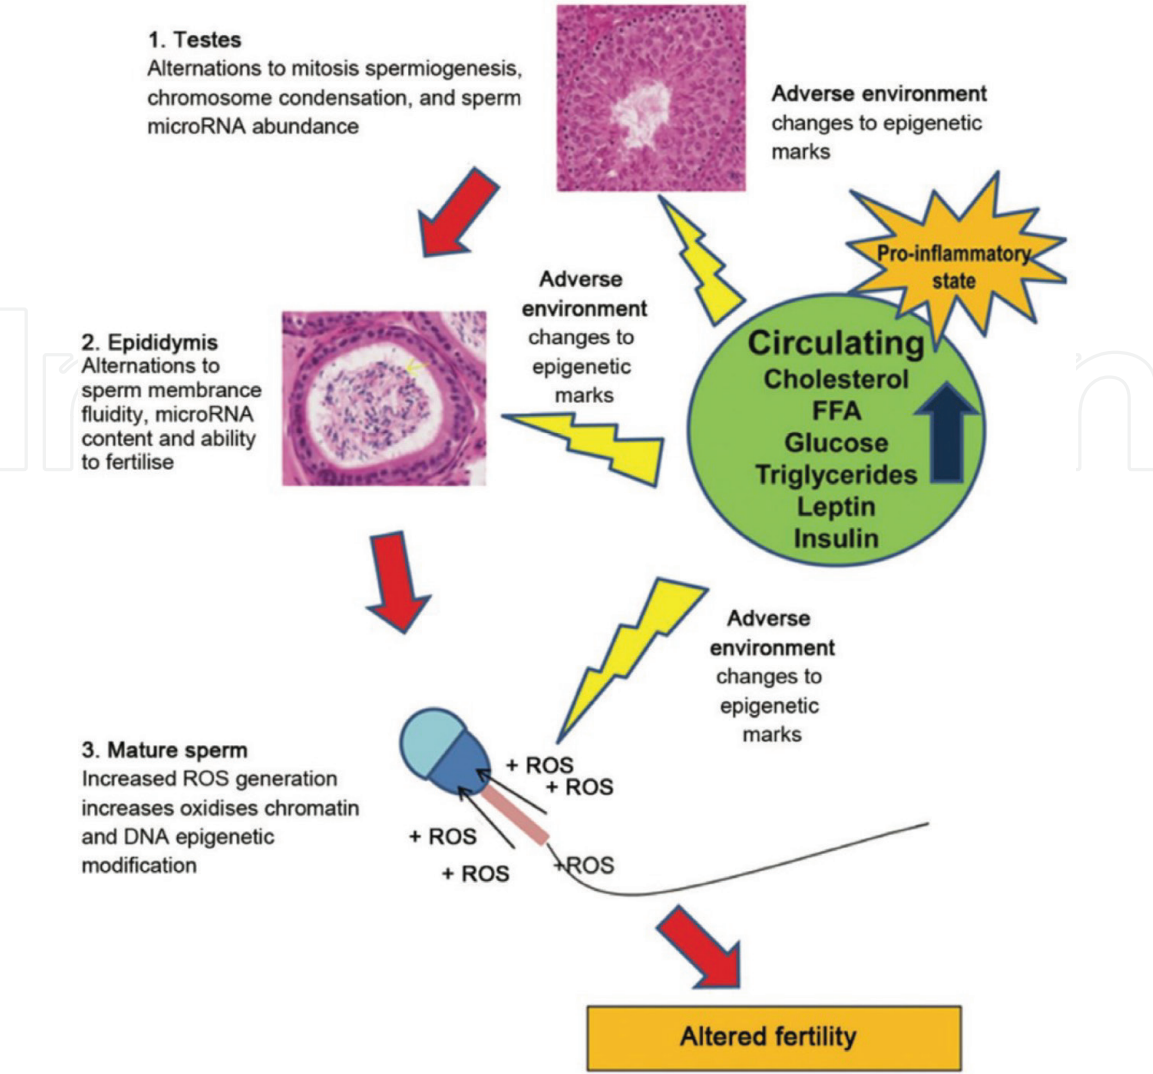 1. Testes
Alternations to mitosis spermiogenesis,
chromosome condensation, and sperm
microRNA abundance
Adverse environment
changes to epigenetic
marks
Pro-inflammatory
state
Adverse
environment
changes to
epigenetic
marks
2. Epididymis
Alternations to
sperm membrance
fluidity, microRNA
content and ability
to fertilise
Circulating
Cholesterol
FFA
Glucose
Triglycerides
Leptin
Insulin
Adverse
environment
changes to
epigenetic
marks
3. Mature sperm
Increased ROS generation
increases oxidises chromatin
and DNA epigenetic
modification
+ ROS
+ ROS
+ ROS
+ ROS
+ROS
Altered fertility